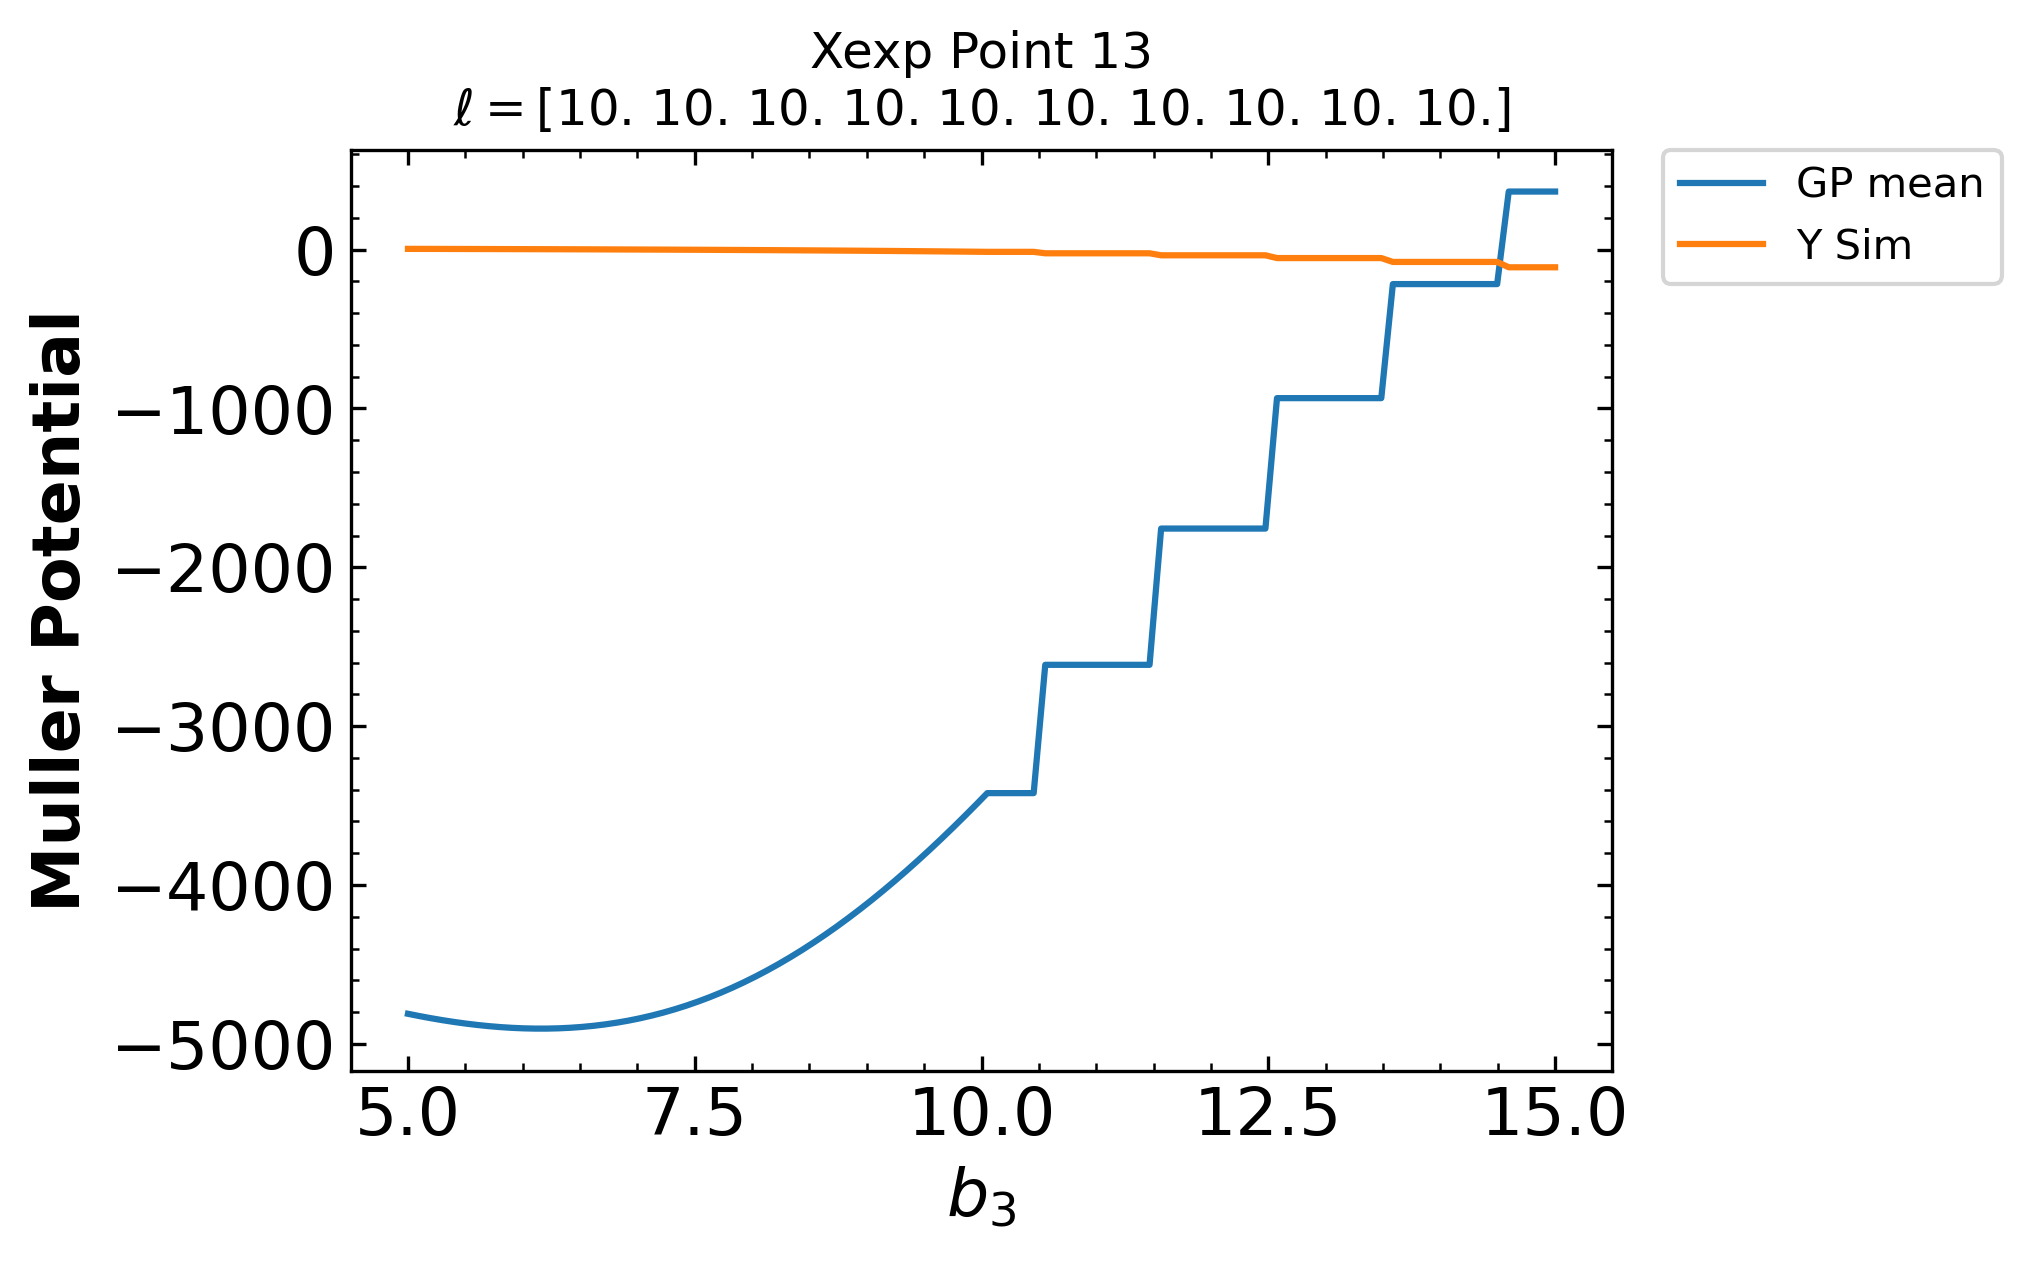 Xexp Point 13
ℓ = [10. 10. 10. 10. 10. 10. 10. 10. 10. 10.]
GP mean
Y Sim
Muller Potential
0
−1000
−2000
−3000
−4000
−5000
5.0 7.5 10.0 12.5 15.0
b₃